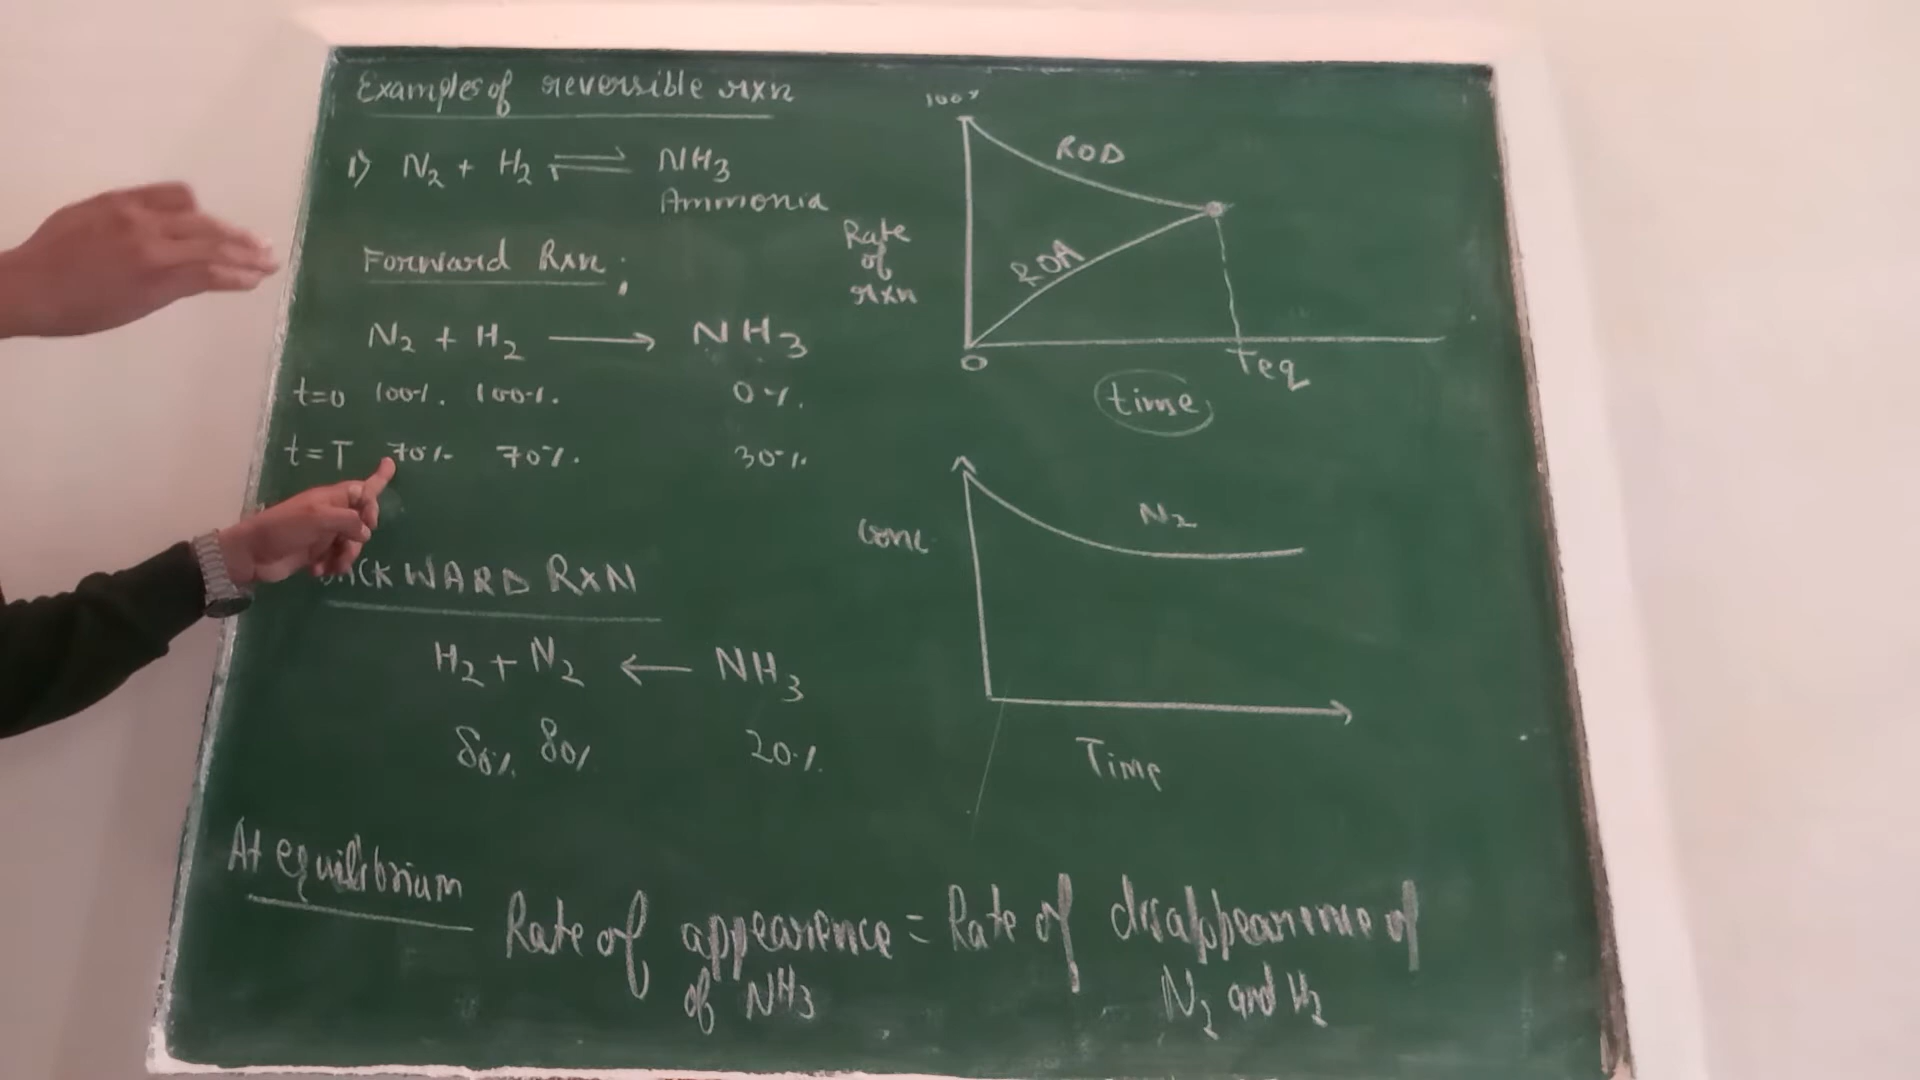 Examples of reversible rxn
1) N₂ + H₂ ⇌ NH₃
Ammonia
Forward Rxn ;
N₂ + H₂ ⟶ NH₃
t=0 100%. 100%. 0%.
t=T 70% 70%. 30%.
BACKWARD RXN
H₂ + N₂ ← NH₃
80% 80% 20%.
At equilibrium
Rate of appearence = Rate of disappearence of
of NH₃ N₂ and H₂
100%
ROD
Rate
of
rxn
ROA
0
Teq
time
Conc
N₂
Time